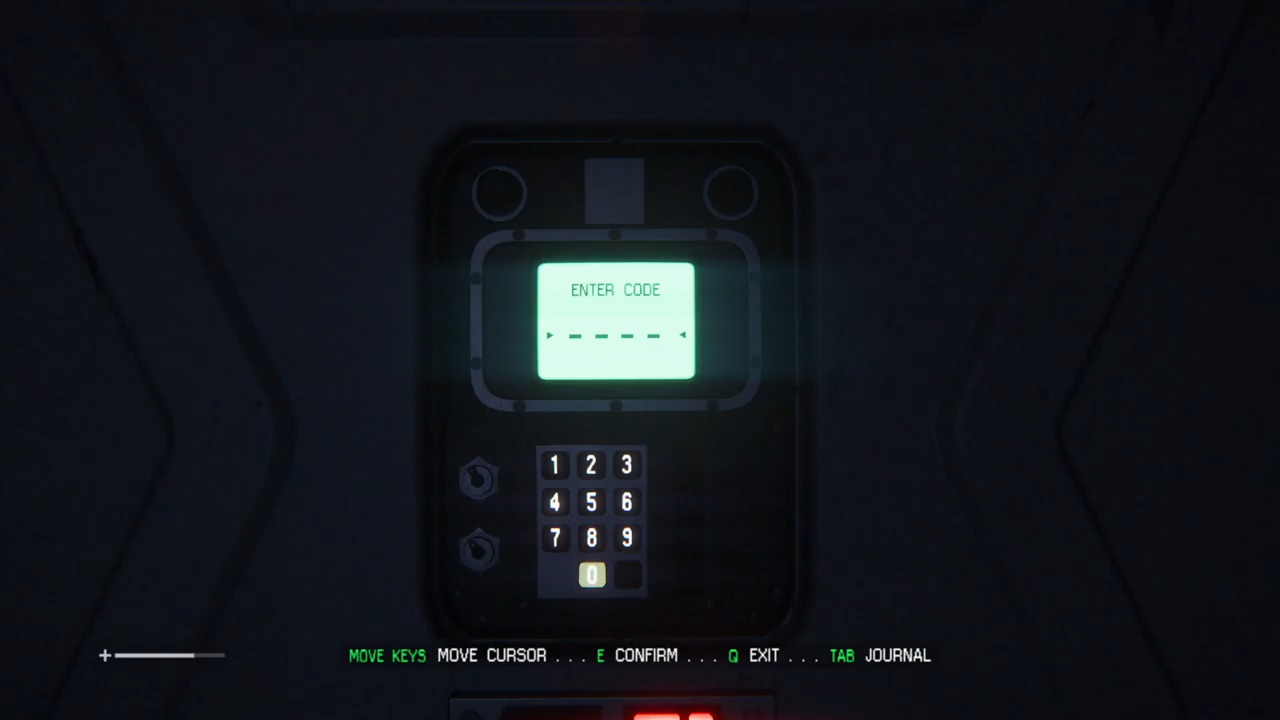 ENTER CODE
1 2 3
4 5 6
7 8 9
0
MOVE KEYS MOVE CURSOR . . . E CONFIRM . . . Q EXIT . . . TAB JOURNAL